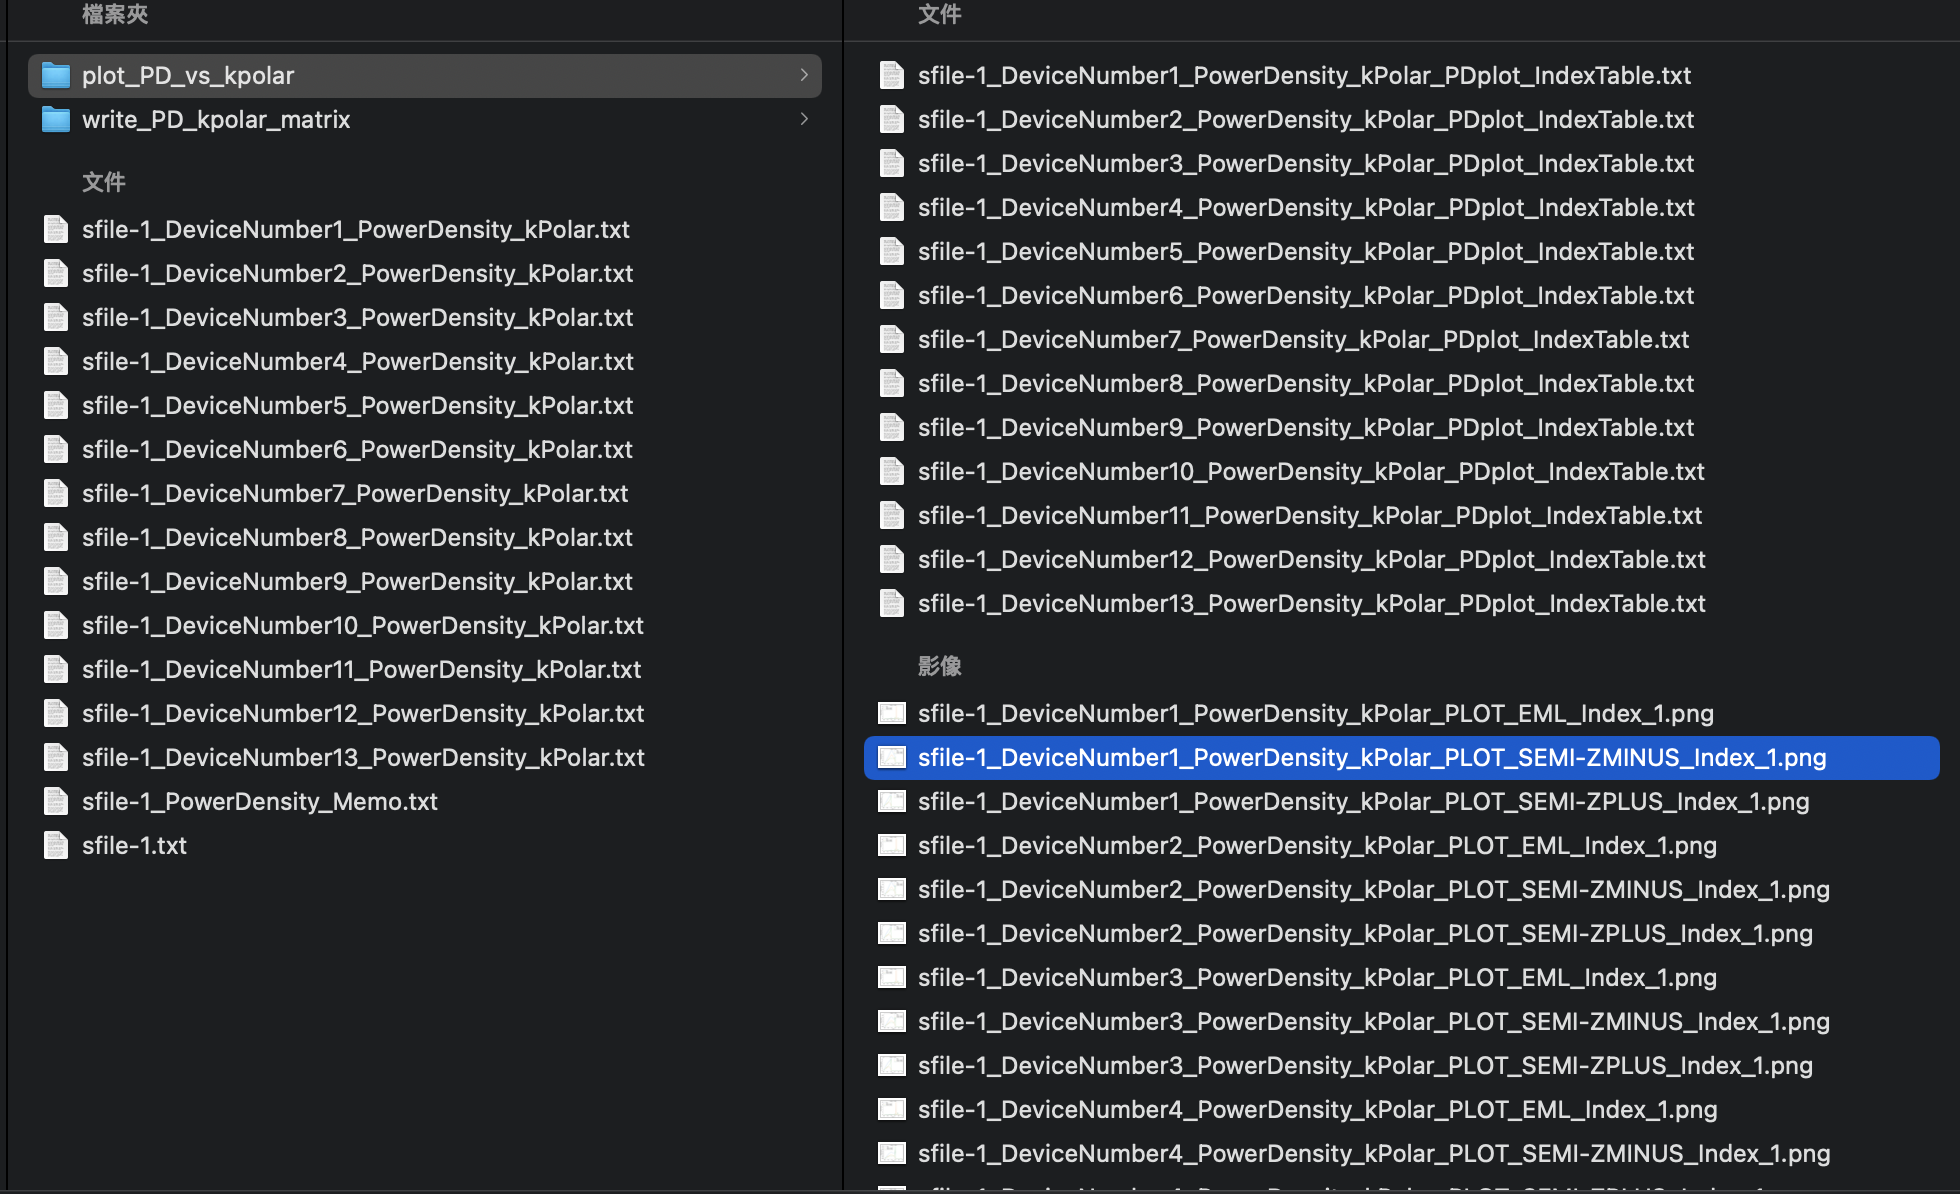 檔案夾
plot_PD_vs_kpolar
write_PD_kpolar_matrix
文件
sfile-1_DeviceNumber1_PowerDensity_kPolar.txt
sfile-1_DeviceNumber2_PowerDensity_kPolar.txt
sfile-1_DeviceNumber3_PowerDensity_kPolar.txt
sfile-1_DeviceNumber4_PowerDensity_kPolar.txt
sfile-1_DeviceNumber5_PowerDensity_kPolar.txt
sfile-1_DeviceNumber6_PowerDensity_kPolar.txt
sfile-1_DeviceNumber7_PowerDensity_kPolar.txt
sfile-1_DeviceNumber8_PowerDensity_kPolar.txt
sfile-1_DeviceNumber9_PowerDensity_kPolar.txt
sfile-1_DeviceNumber10_PowerDensity_kPolar.txt
sfile-1_DeviceNumber11_PowerDensity_kPolar.txt
sfile-1_DeviceNumber12_PowerDensity_kPolar.txt
sfile-1_DeviceNumber13_PowerDensity_kPolar.txt
sfile-1_PowerDensity_Memo.txt
sfile-1.txt
文件
sfile-1_DeviceNumber1_PowerDensity_kPolar_PDplot_IndexTable.txt
sfile-1_DeviceNumber2_PowerDensity_kPolar_PDplot_IndexTable.txt
sfile-1_DeviceNumber3_PowerDensity_kPolar_PDplot_IndexTable.txt
sfile-1_DeviceNumber4_PowerDensity_kPolar_PDplot_IndexTable.txt
sfile-1_DeviceNumber5_PowerDensity_kPolar_PDplot_IndexTable.txt
sfile-1_DeviceNumber6_PowerDensity_kPolar_PDplot_IndexTable.txt
sfile-1_DeviceNumber7_PowerDensity_kPolar_PDplot_IndexTable.txt
sfile-1_DeviceNumber8_PowerDensity_kPolar_PDplot_IndexTable.txt
sfile-1_DeviceNumber9_PowerDensity_kPolar_PDplot_IndexTable.txt
sfile-1_DeviceNumber10_PowerDensity_kPolar_PDplot_IndexTable.txt
sfile-1_DeviceNumber11_PowerDensity_kPolar_PDplot_IndexTable.txt
sfile-1_DeviceNumber12_PowerDensity_kPolar_PDplot_IndexTable.txt
sfile-1_DeviceNumber13_PowerDensity_kPolar_PDplot_IndexTable.txt
影像
sfile-1_DeviceNumber1_PowerDensity_kPolar_PLOT_EML_Index_1.png
sfile-1_DeviceNumber1_PowerDensity_kPolar_PLOT_SEMI-ZMINUS_Index_1.png
sfile-1_DeviceNumber1_PowerDensity_kPolar_PLOT_SEMI-ZPLUS_Index_1.png
sfile-1_DeviceNumber2_PowerDensity_kPolar_PLOT_EML_Index_1.png
sfile-1_DeviceNumber2_PowerDensity_kPolar_PLOT_SEMI-ZMINUS_Index_1.png
sfile-1_DeviceNumber2_PowerDensity_kPolar_PLOT_SEMI-ZPLUS_Index_1.png
sfile-1_DeviceNumber3_PowerDensity_kPolar_PLOT_EML_Index_1.png
sfile-1_DeviceNumber3_PowerDensity_kPolar_PLOT_SEMI-ZMINUS_Index_1.png
sfile-1_DeviceNumber3_PowerDensity_kPolar_PLOT_SEMI-ZPLUS_Index_1.png
sfile-1_DeviceNumber4_PowerDensity_kPolar_PLOT_EML_Index_1.png
sfile-1_DeviceNumber4_PowerDensity_kPolar_PLOT_SEMI-ZMINUS_Index_1.png